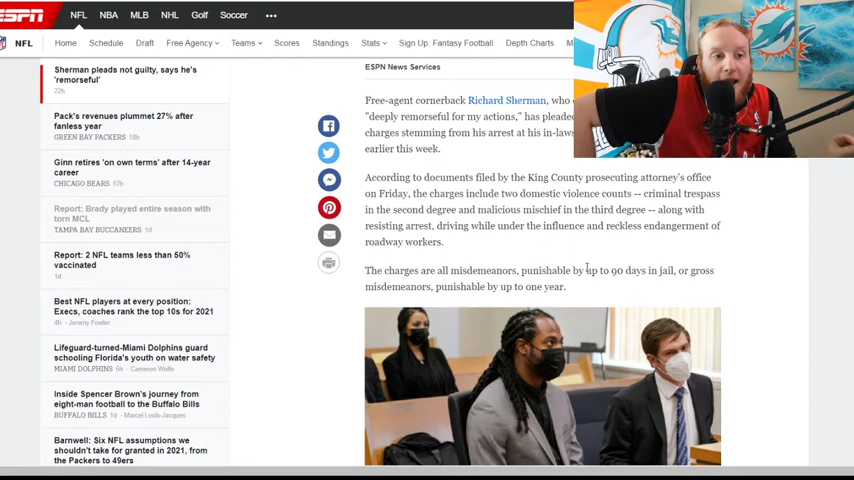 ESPN
NFL NBA MLB NHL Golf Soccer •••
NFL Home Schedule Draft Free Agency Teams Scores Standings Stats Sign Up: Fantasy Football Depth Charts
Sherman pleads not guilty, says he's
'remorseful'
22h
Pack's revenues plummet 27% after
fanless year
GREEN BAY PACKERS 18h
Ginn retires 'on own terms' after 14-year
career
CHICAGO BEARS 17h
Report: Brady played entire season with
torn MCL
TAMPA BAY BUCCANEERS 1d
Report: 2 NFL teams less than 50%
vaccinated
1d
Best NFL players at every position:
Execs, coaches rank the top 10s for 2021
4h - Jeremy Fowler
Lifeguard-turned-Miami Dolphins guard
schooling Florida's youth on water safety
MIAMI DOLPHINS 6h - Cameron Wolfe
Inside Spencer Brown's journey from
eight-man football to the Buffalo Bills
BUFFALO BILLS 1d - Marcel Louis-Jacques
Barnwell: Six NFL assumptions we
shouldn't take for granted in 2021, from
the Packers to 49ers
ESPN News Services
Free-agent cornerback Richard Sherman, who
"deeply remorseful for my actions," has
charges stemming from his arrest at his
earlier this week.
According to documents filed by the King County prosecuting attorney's office
on Friday, the charges include two domestic violence counts -- criminal trespass
in the second degree and malicious mischief in the third degree -- along with
resisting arrest, driving while under the influence and reckless endangerment of
roadway workers.
The charges are all misdemeanors, punishable by up to 90 days in jail, or gross
misdemeanors, punishable by up to one year.